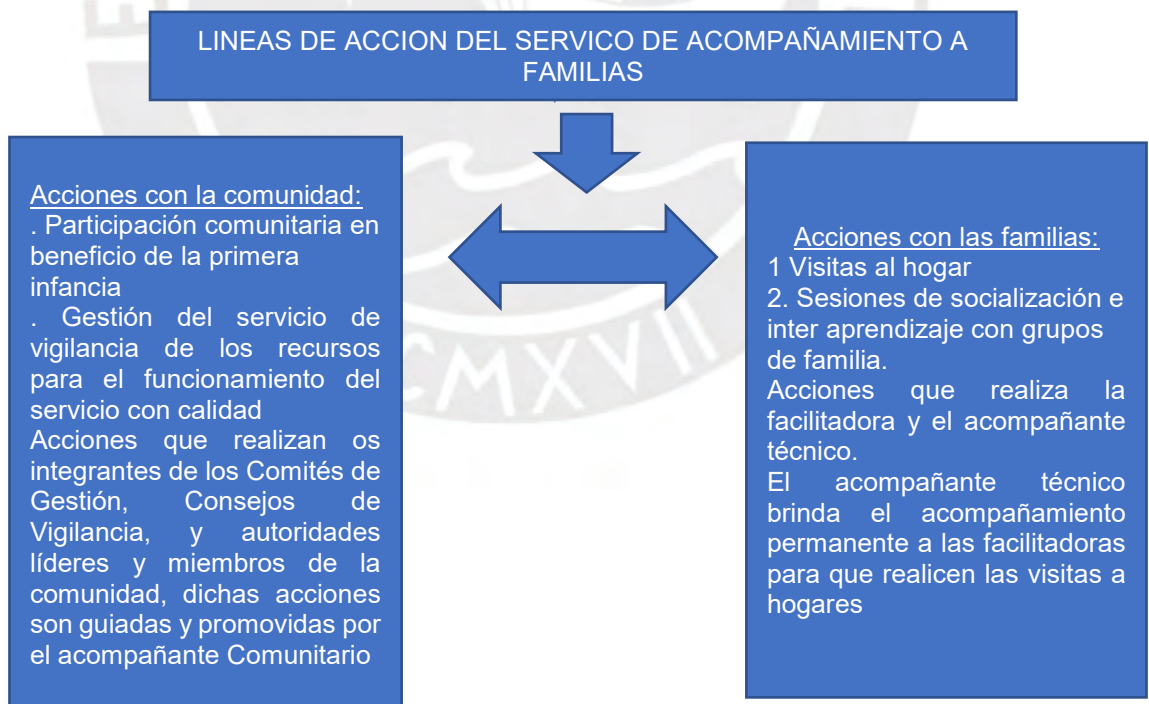 LINEAS DE ACCION DEL SERVICO DE ACOMPAÑAMIENTO A
FAMILIAS
Acciones con la comunidad:
. Participación comunitaria en
beneficio de la primera
infancia
. Gestión del servicio de
vigilancia de los recursos
para el funcionamiento del
servicio con calidad
Acciones que realizan os
integrantes de los Comités de
Gestión, Consejos de
Vigilancia, y autoridades
líderes y miembros de la
comunidad, dichas acciones
son guiadas y promovidas por
el acompañante Comunitario
Acciones con las familias:
1 Visitas al hogar
2. Sesiones de socialización e
inter aprendizaje con grupos
de familia.
Acciones que realiza la
facilitadora y el acompañante
técnico.
El acompañante técnico
brinda el acompañamiento
permanente a las facilitadoras
para que realicen las visitas a
hogares
CMXVII